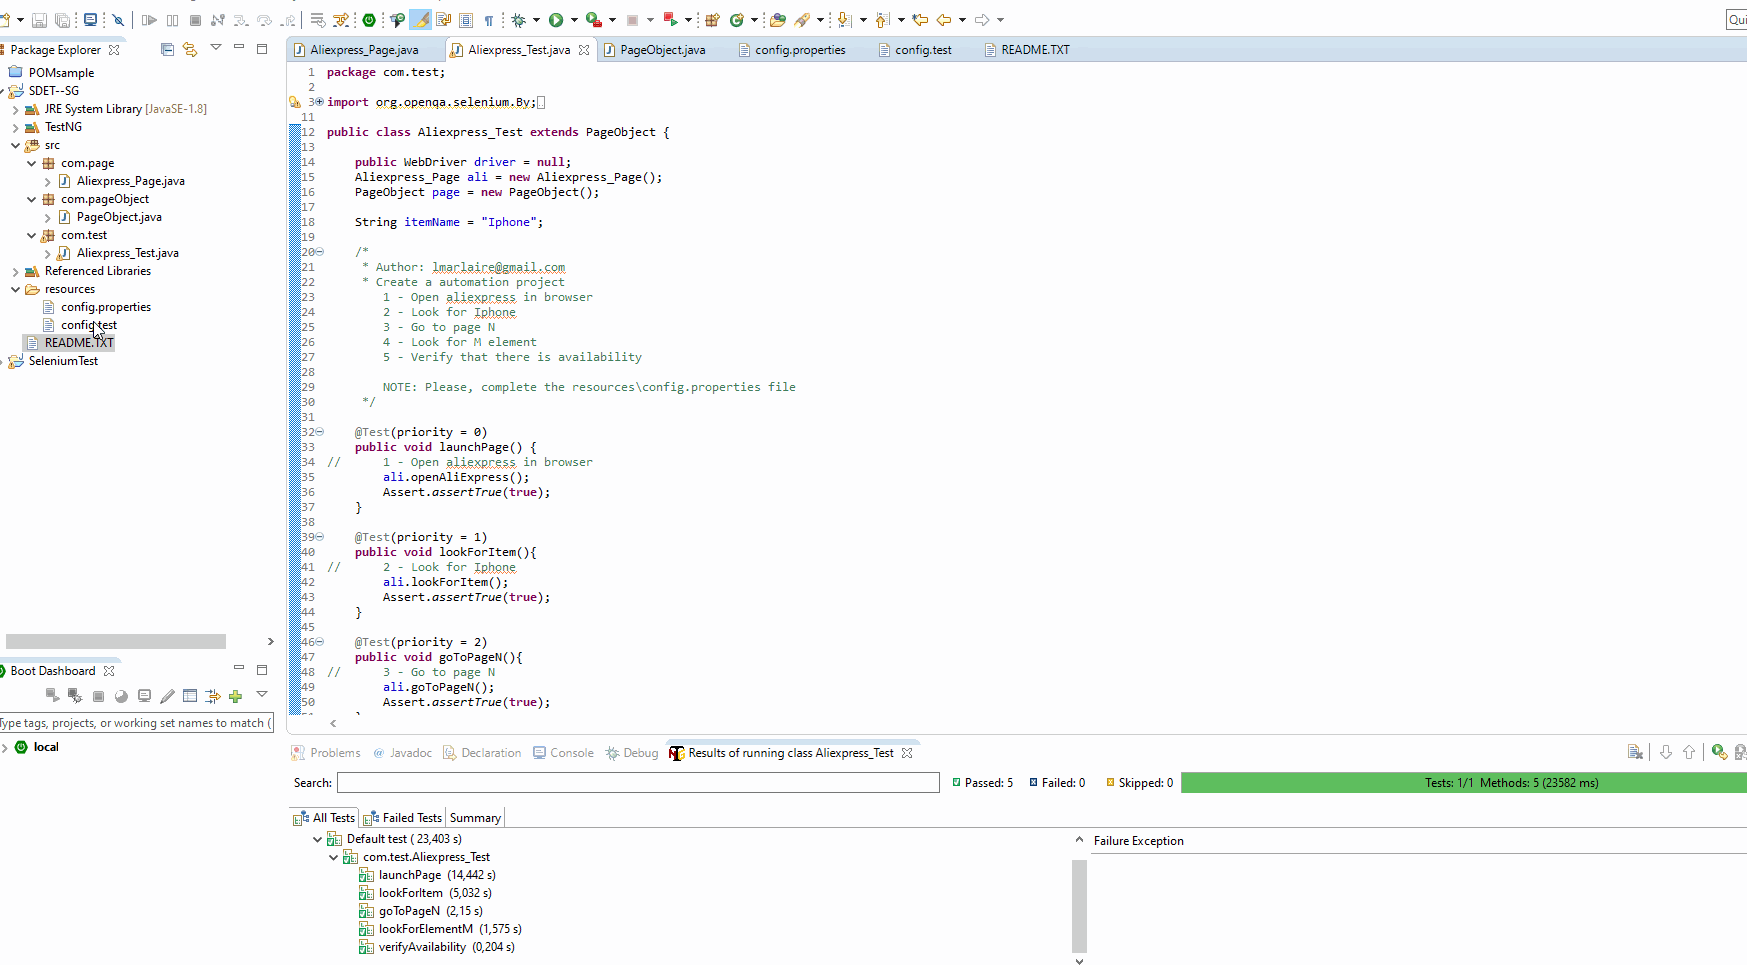 Qui
Package Explorer
POMsample
SDET--SG
JRE System Library [JavaSE-1.8]
TestNG
src
com.page
Aliexpress_Page.java
com.pageObject
PageObject.java
com.test
Aliexpress_Test.java
Referenced Libraries
resources
config.properties
config.test
README.TXT
SeleniumTest
Boot Dashboard
Type tags, projects, or working set names to match (
local
Aliexpress_Page.java
Aliexpress_Test.java
PageObject.java
config.properties
config.test
README.TXT
1 package com.test;
2
3 import org.openqa.selenium.By;
11
12 public class Aliexpress_Test extends PageObject {
13
14 public WebDriver driver = null;
15 Aliexpress_Page ali = new Aliexpress_Page();
16 PageObject page = new PageObject();
17
18 String itemName = "Iphone";
19
20 /*
21 * Author: lmarlaire@gmail.com
22 * Create a automation project
23 1 - Open aliexpress in browser
24 2 - Look for Iphone
25 3 - Go to page N
26 4 - Look for M element
27 5 - Verify that there is availability
28
29 NOTE: Please, complete the resources\config.properties file
30 */
31
32 @Test(priority = 0)
33 public void launchPage() {
34 // 1 - Open aliexpress in browser
35 ali.openAliExpress();
36 Assert.assertTrue(true);
37 }
38
39 @Test(priority = 1)
40 public void lookForItem(){
41 // 2 - Look for Iphone
42 ali.lookForItem();
43 Assert.assertTrue(true);
44 }
45
46 @Test(priority = 2)
47 public void goToPageN(){
48 // 3 - Go to page N
49 ali.goToPageN();
50 Assert.assertTrue(true);
Problems
@ Javadoc
Declaration
Console
Debug
Results of running class Aliexpress_Test
Search:
Passed: 5
Failed: 0
Skipped: 0
Tests: 1/1 Methods: 5 (23582 ms)
All Tests
Failed Tests
Summary
Default test ( 23,403 s)
com.test.Aliexpress_Test
launchPage (14,442 s)
lookForItem (5,032 s)
goToPageN (2,15 s)
lookForElementM (1,575 s)
verifyAvailability (0,204 s)
Failure Exception